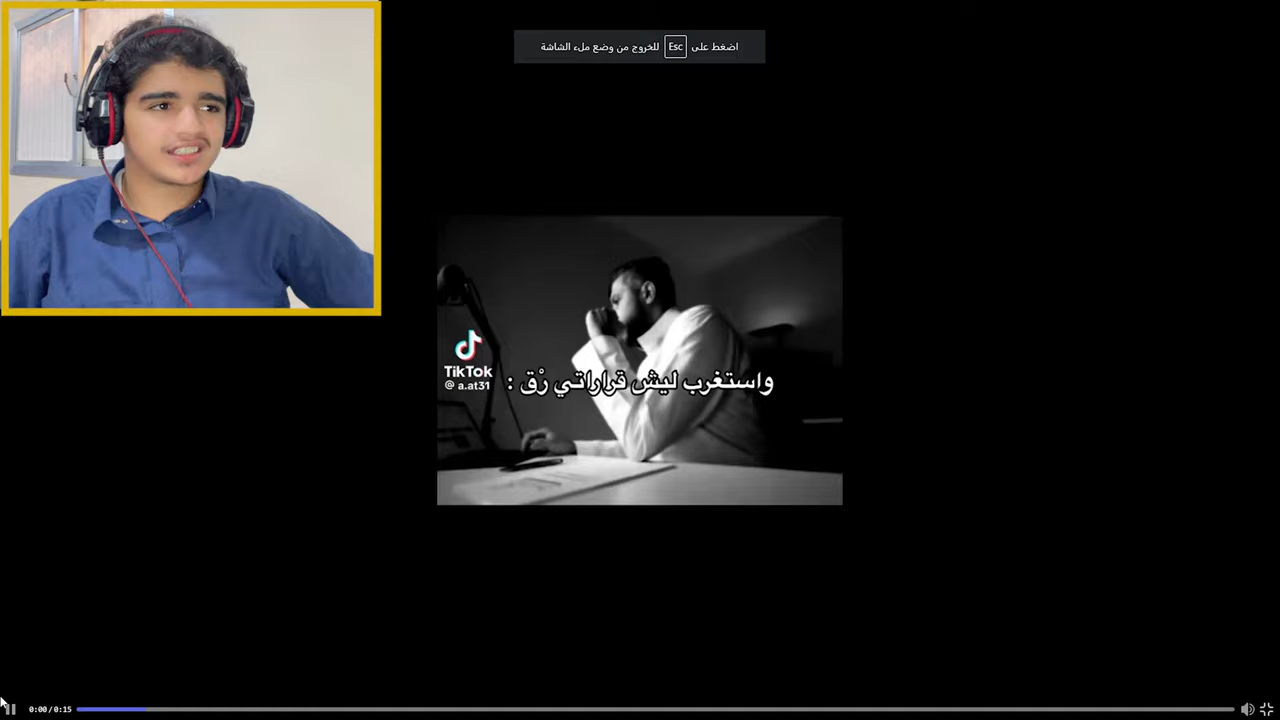 اضغط على Esc للخروج من وضع ملء الشاشة
TikTok
@ a.at31
واستغرب ليش قراراتي رْق :
0:00/0:15